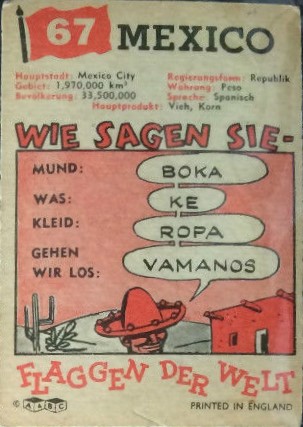 67 MEXICO
Hauptstadt: Mexico City
Gebiet: 1,970,000 km²
Bevölkerung: 33,500,000
Regierungsform: Republik
Währung: Peso
Sprache: Spanisch
Hauptprodukt: Vieh, Korn
WIE SAGEN SIE-
MUND: BOKA
WAS: KE
KLEID: ROPA
GEHEN
WIR LOS: VAMANOS
FLAGGEN DER WELT
© A&BC PRINTED IN ENGLAND